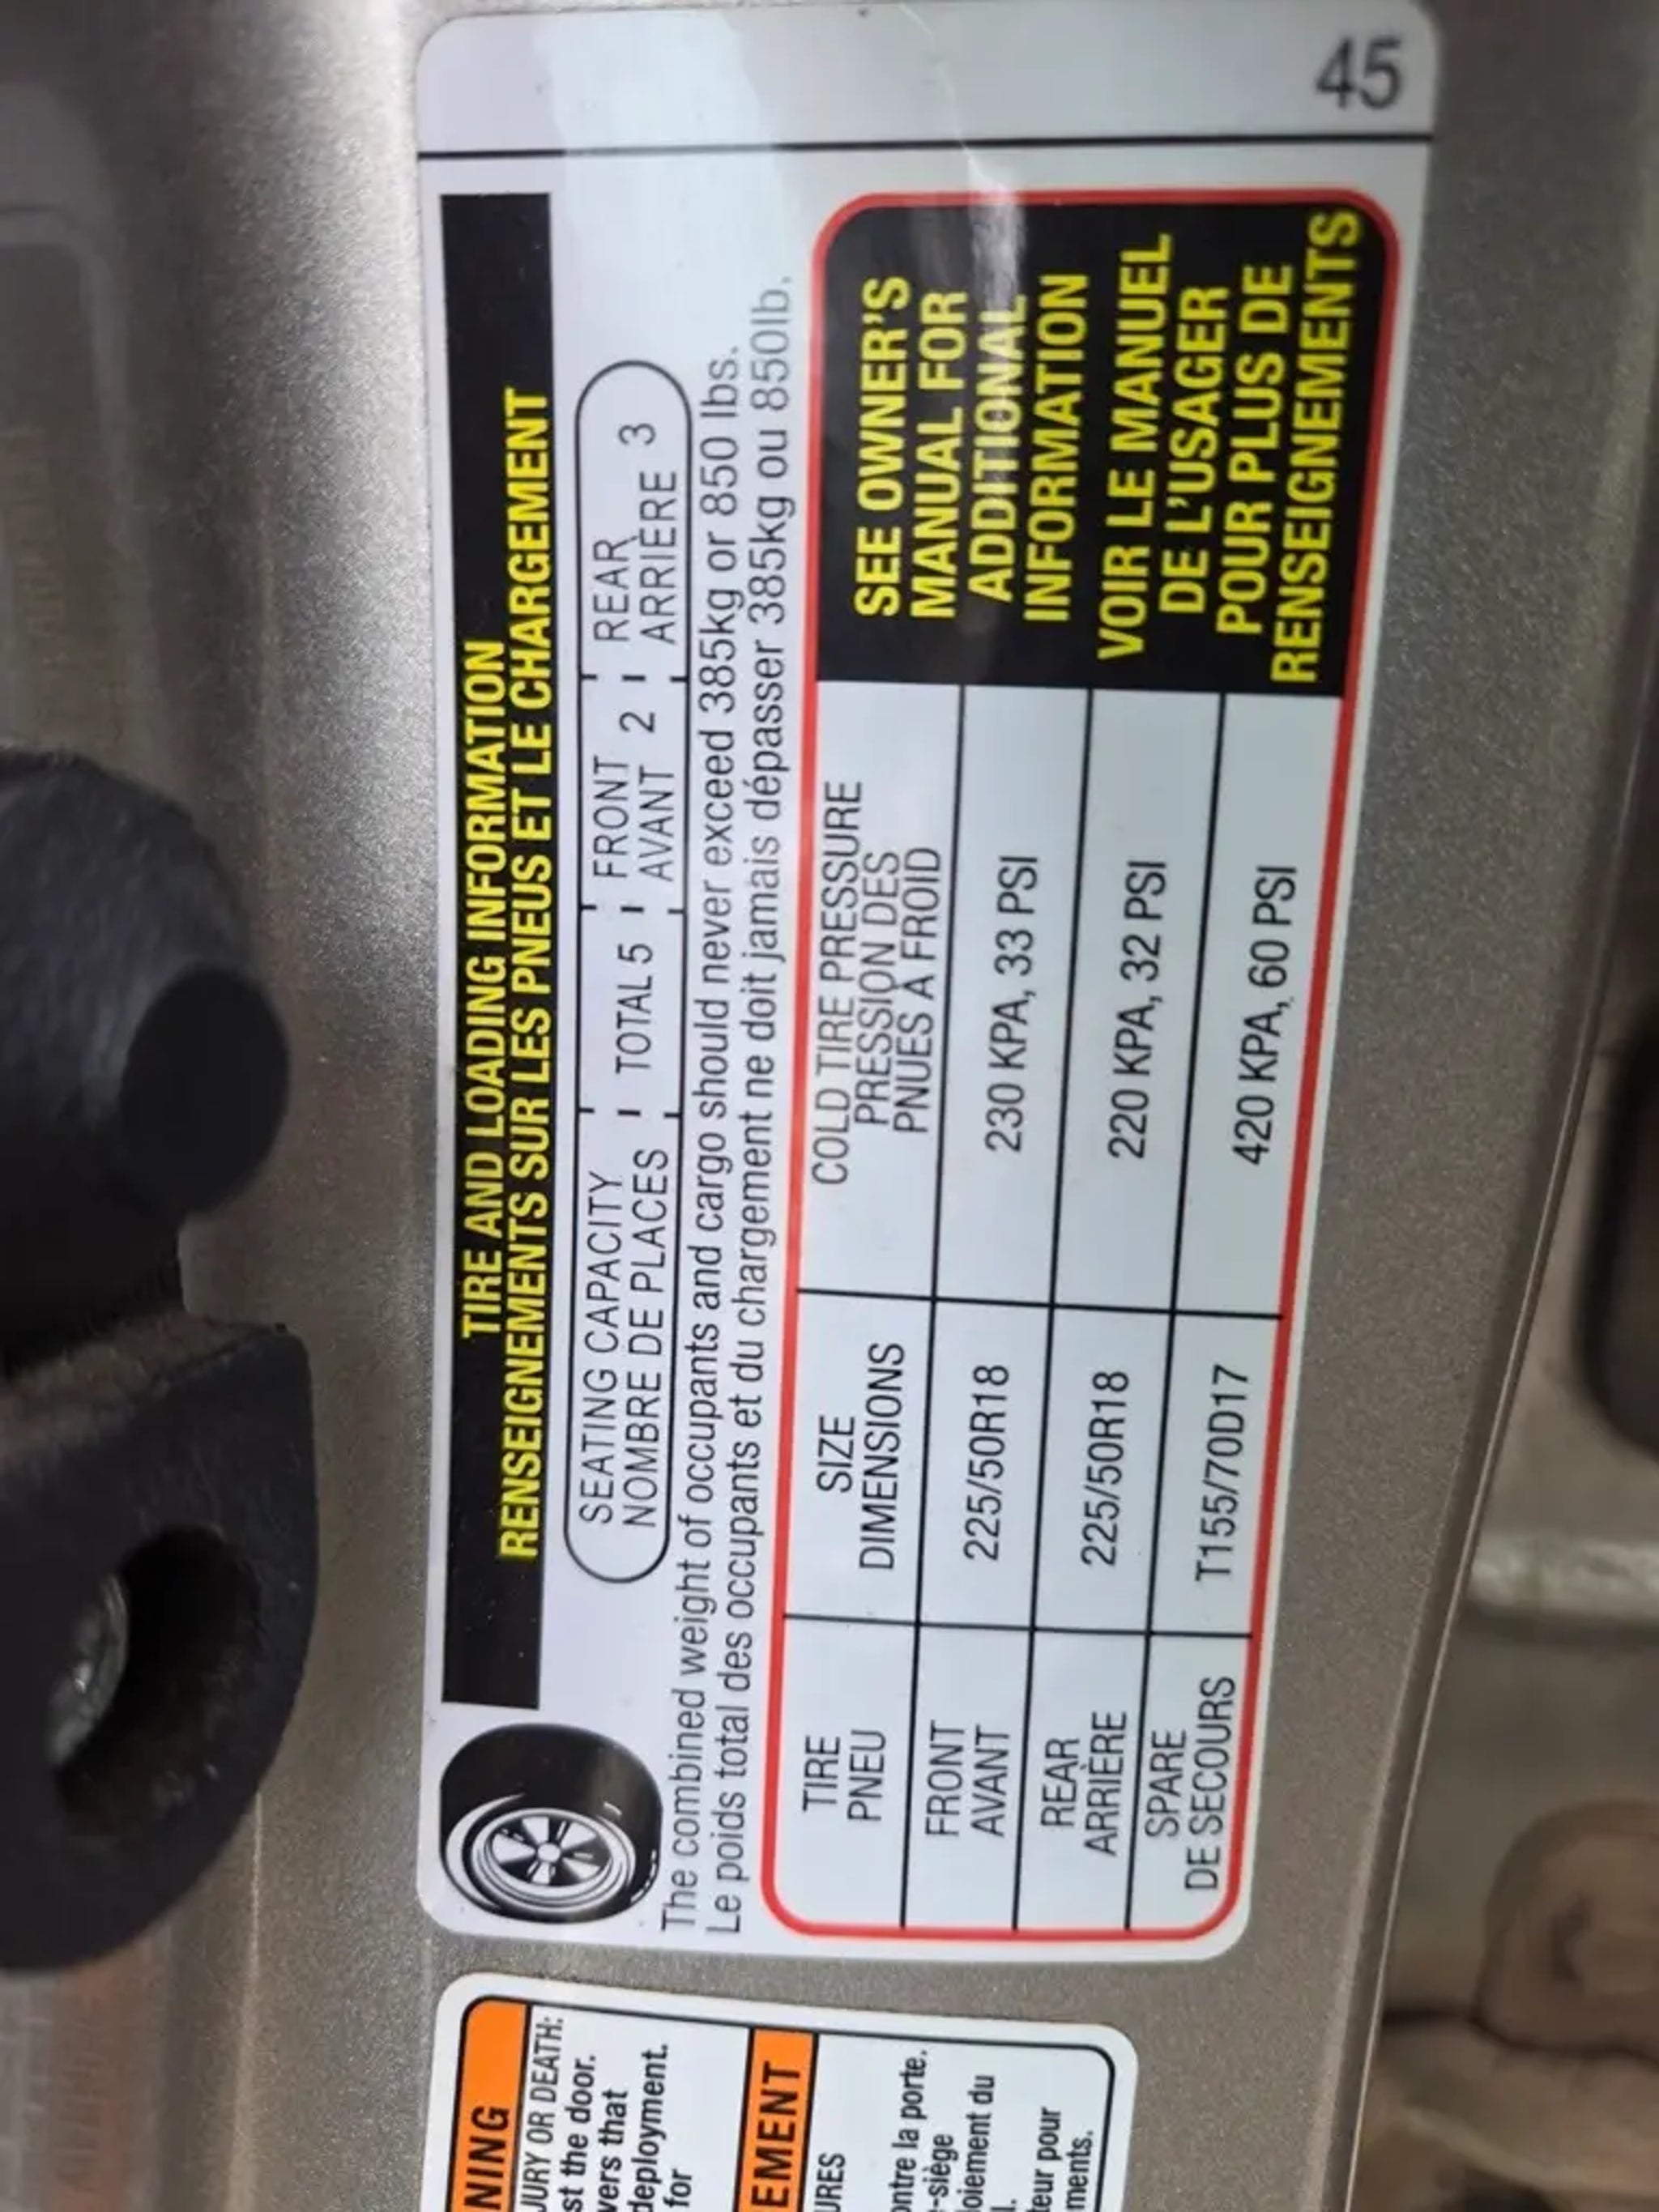 TIRE AND LOADING INFORMATION
RENSEIGNEMENTS SUR LES PNEUS ET LE CHARGEMENT
SEATING CAPACITY TOTAL 5 FRONT REAR
NOMBRE DE PLACES AVANT 2 ARRIÈRE 3
The combined weight of occupants and cargo should never exceed 385kg or 850 lbs.
Le poids total des occupants et du chargement ne doit jamais dépasser 385kg ou 850lb.
TIRE
PNEU
SIZE
DIMENSIONS
COLD TIRE PRESSURE
PRESSION DES
PNUES A FROID
FRONT
AVANT
225/50R18
230 KPA, 33 PSI
REAR
ARRIÈRE
225/50R18
220 KPA, 32 PSI
SPARE
DE SECOURS
T155/70D17
420 KPA, 60 PSI
SEE OWNER'S
MANUAL FOR
ADDITIONAL
INFORMATION
VOIR LE MANUEL
DE L'USAGER
POUR PLUS DE
RENSEIGNEMENTS
45
NING
JURY OR DEATH:
st the door.
vers that
deployment.
for
EMENT
URES
ontre la porte.
-siège
oiement du
l.
teur pour
ments.